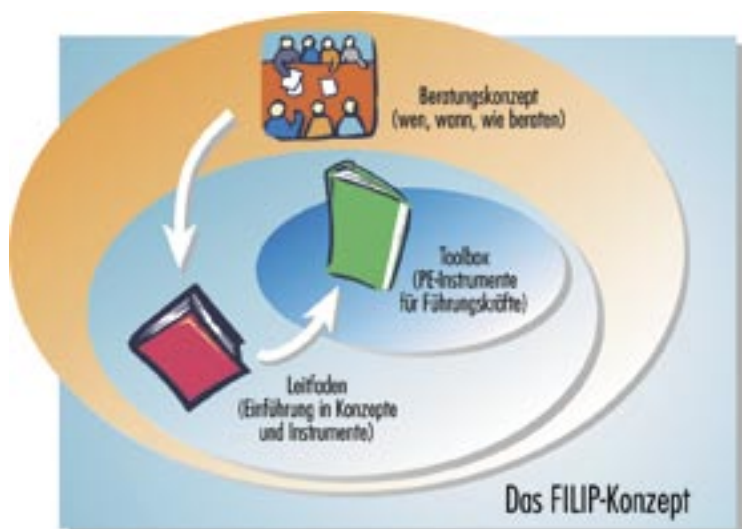 Beratungskonzept
(wen, wann, wie beraten)
Toolbox
(PE-Instrumente
für Führungskräfte)
Leitfaden
(Einführung in Konzepte
und Instrumente)
Das FILIP-Konzept